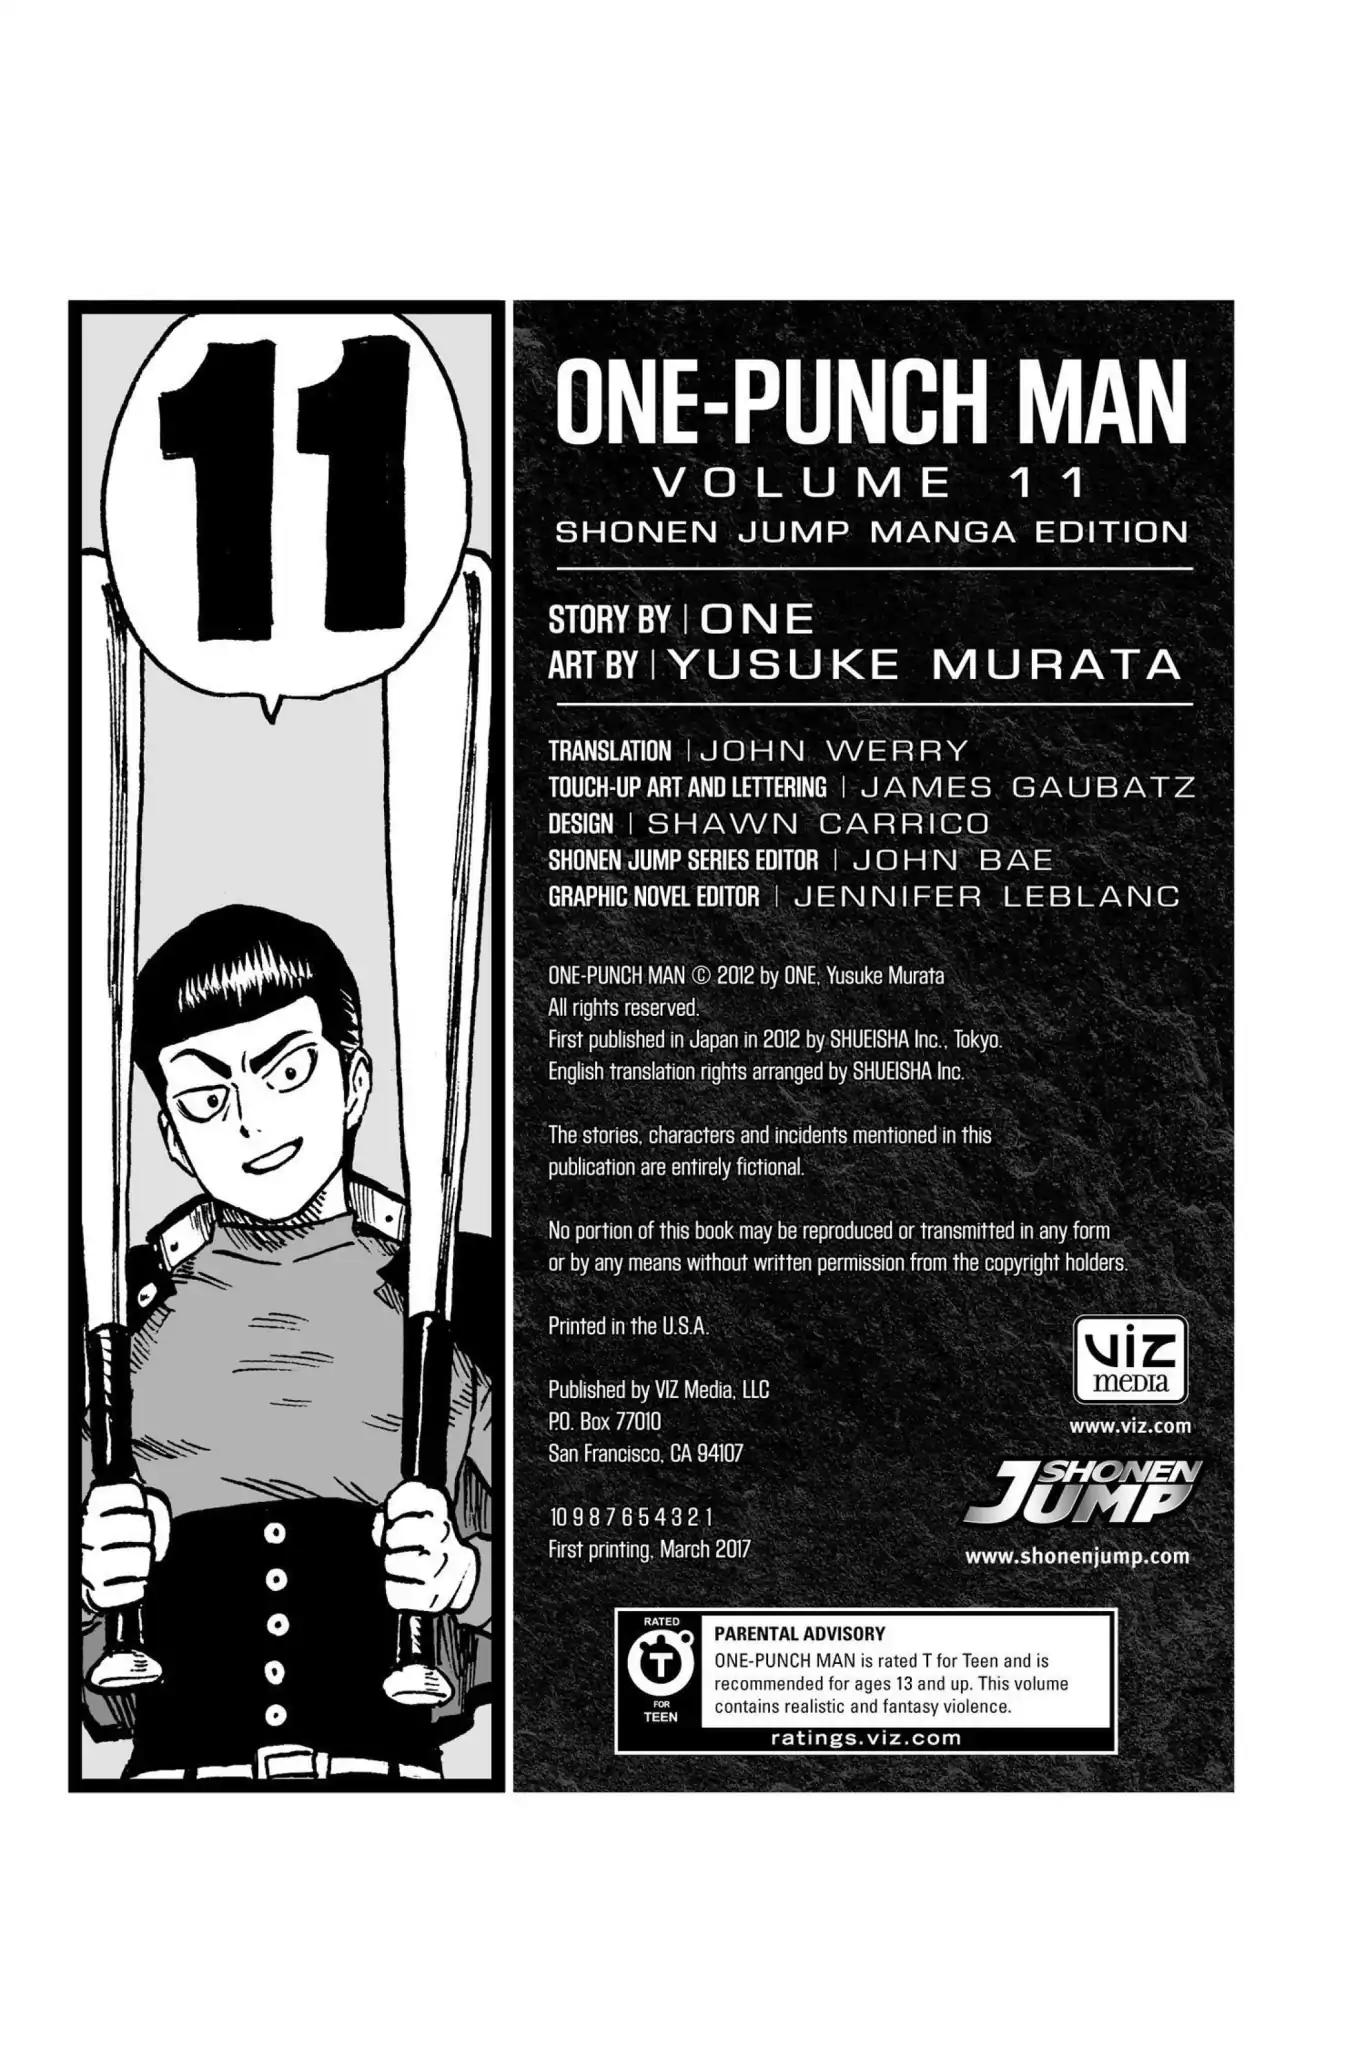 11
ONE-PUNCH MAN
VOLUME 11
SHONEN JUMP MANGA EDITION
STORY BY | ONE
ART BY | YUSUKE MURATA
TRANSLATION | JOHN WERRY
TOUCH-UP ART AND LETTERING | JAMES GAUBATZ
DESIGN | SHAWN CARRICO
SHONEN JUMP SERIES EDITOR | JOHN BAE
GRAPHIC NOVEL EDITOR | JENNIFER LEBLANC
ONE-PUNCH MAN © 2012 by ONE, Yusuke Murata
All rights reserved.
First published in Japan in 2012 by SHUEISHA Inc., Tokyo.
English translation rights arranged by SHUEISHA Inc.
The stories, characters and incidents mentioned in this
publication are entirely fictional.
No portion of this book may be reproduced or transmitted in any form
or by any means without written permission from the copyright holders.
Printed in the U.S.A.
Published by VIZ Media, LLC
P.O. Box 77010
San Francisco, CA 94107
10 9 8 7 6 5 4 3 2 1
First printing, March 2017
VIZ
MEDIA
www.viz.com
SHONEN
JUMP
www.shonenjump.com
RATED
T
FOR
TEEN
PARENTAL ADVISORY
ONE-PUNCH MAN is rated T for Teen and is
recommended for ages 13 and up. This volume
contains realistic and fantasy violence.
ratings.viz.com